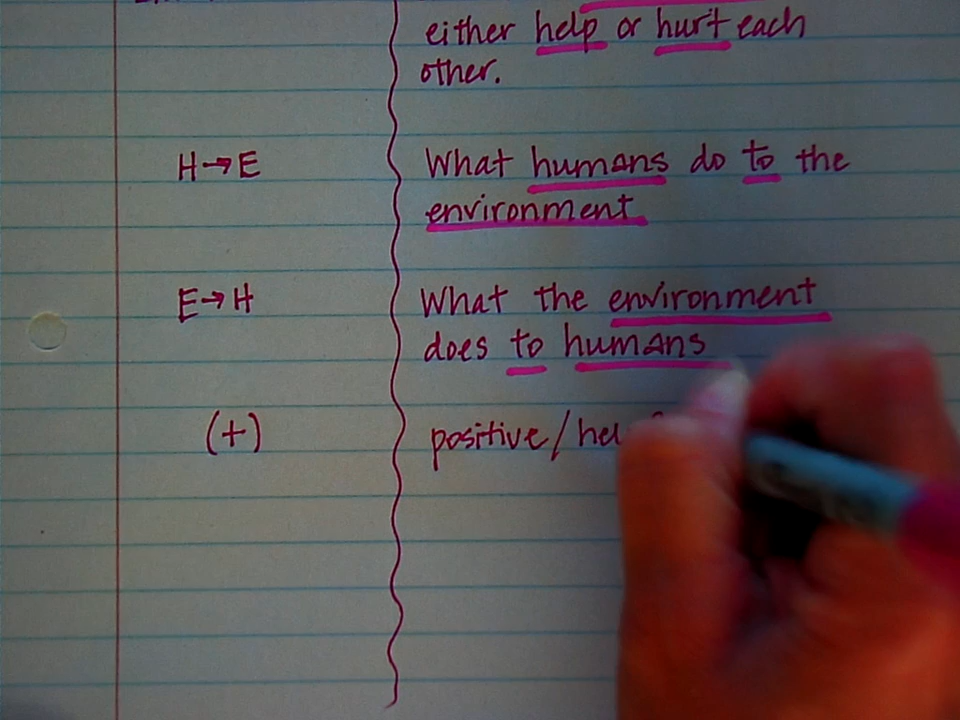 either help or hurt each
other.
H→E What humans do to the
environment
E→H What the environment
does to humans
(+) positive/hel